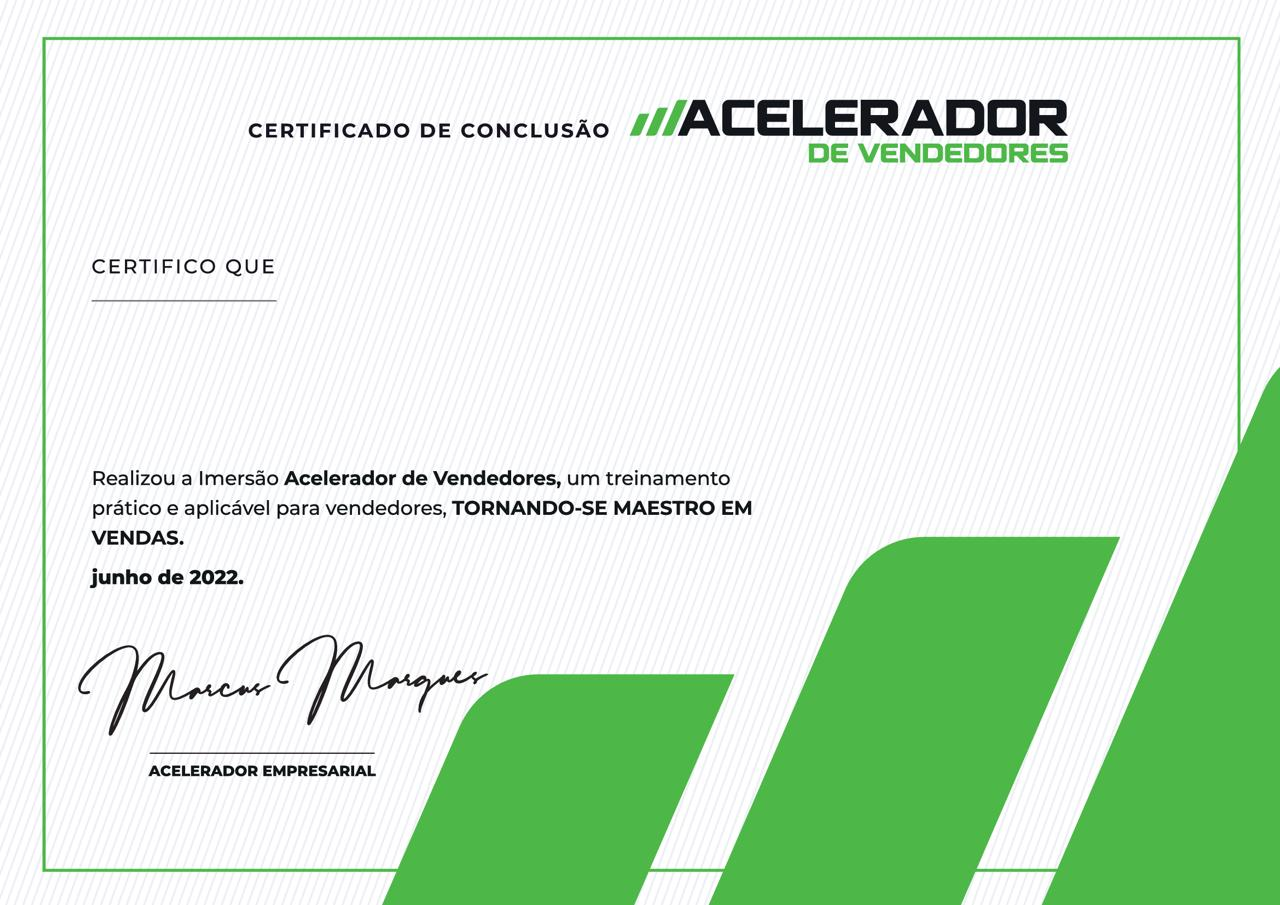 CERTIFICADO DE CONCLUSÃO
ACELERADOR
DE VENDEDORES
CERTIFICO QUE
Realizou a Imersão Acelerador de Vendedores, um treinamento
prático e aplicável para vendedores, TORNANDO-SE MAESTRO EM
VENDAS.
junho de 2022.
Marcus Marques
ACELERADOR EMPRESARIAL